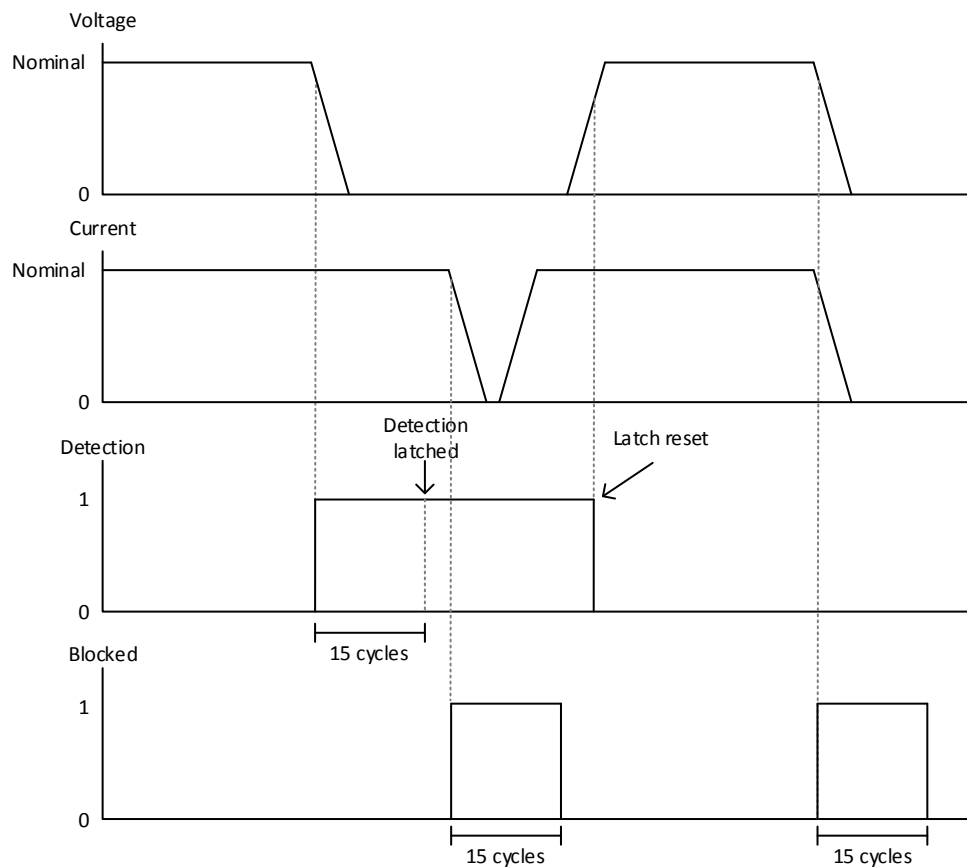 Voltage
Nominal
0
Current
Nominal
0
Detection
latched
Latch reset
Detection
1
0
15 cycles
Blocked
1
0
15 cycles
15 cycles